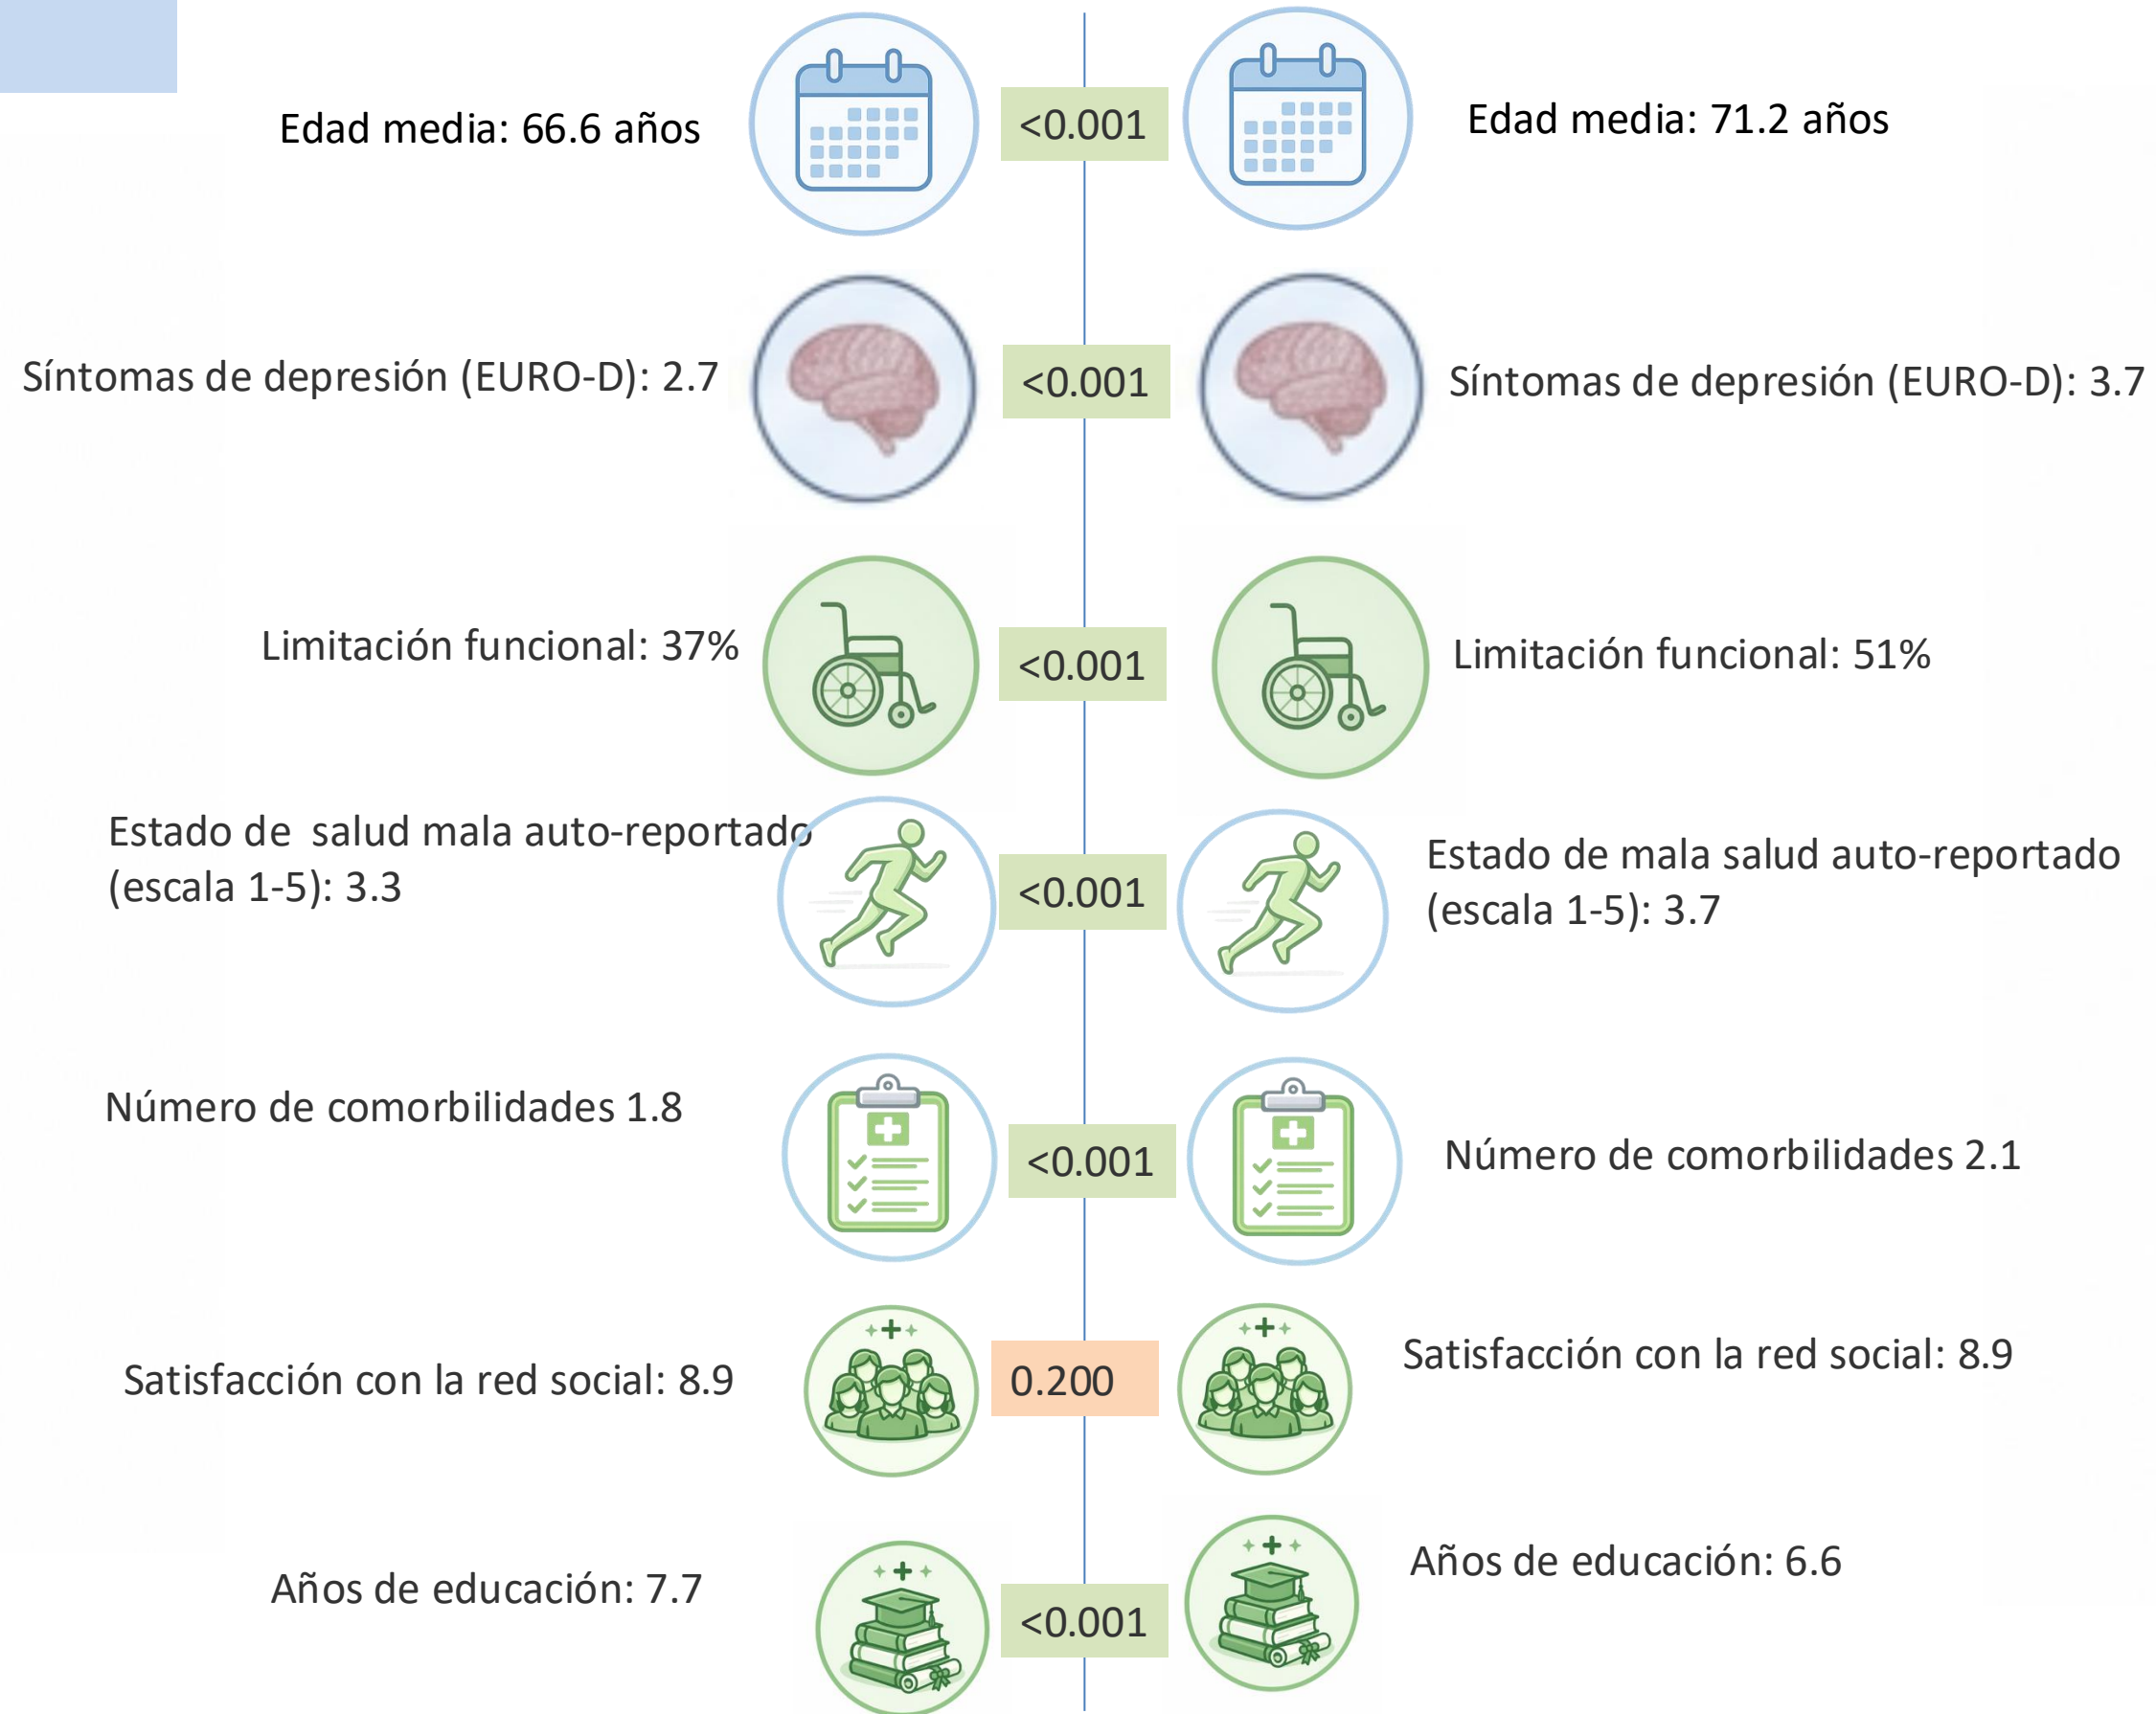 Edad media: 66.6 años
<0.001
Edad media: 71.2 años
Síntomas de depresión (EURO-D): 2.7
<0.001
Síntomas de depresión (EURO-D): 3.7
Limitación funcional: 37%
<0.001
Limitación funcional: 51%
Estado de  salud mala auto-reportado
(escala 1-5): 3.3
<0.001
Estado de mala salud auto-reportado
(escala 1-5): 3.7
Número de comorbilidades 1.8
<0.001
Número de comorbilidades 2.1
Satisfacción con la red social: 8.9
0.200
Satisfacción con la red social: 8.9
Años de educación: 7.7
<0.001
Años de educación: 6.6